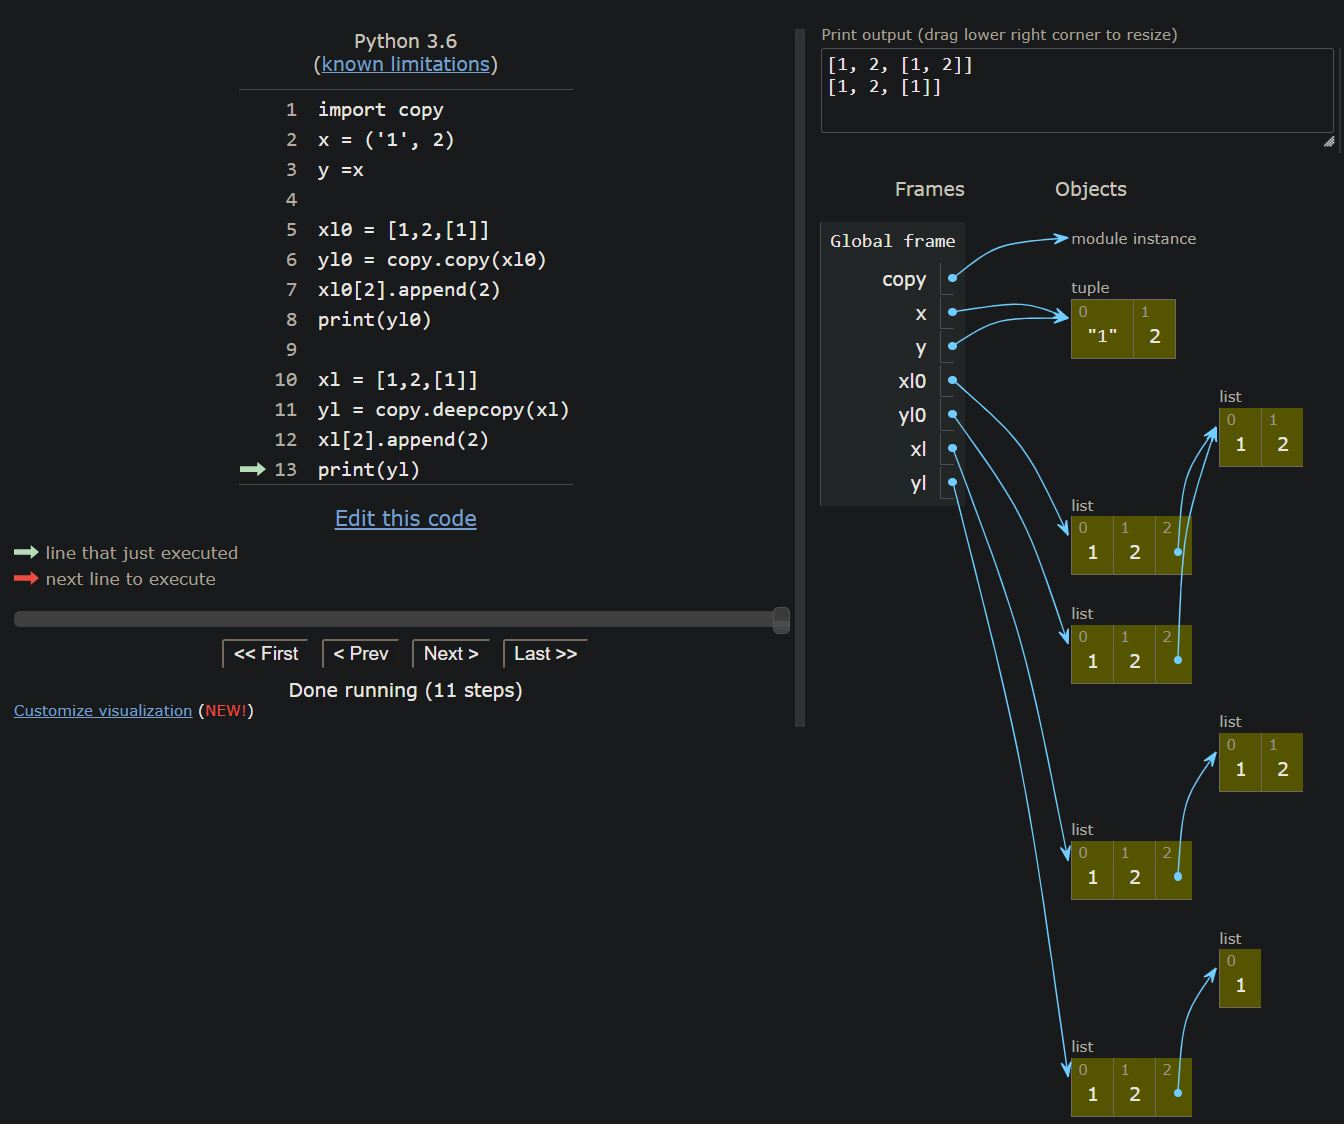 Python 3.6
(known limitations)
1 import copy
2 x = ('1', 2)
3 y =x
4
5 xl0 = [1,2,[1]]
6 yl0 = copy.copy(xl0)
7 xl0[2].append(2)
8 print(yl0)
9
10 xl = [1,2,[1]]
11 yl = copy.deepcopy(xl)
12 xl[2].append(2)
13 print(yl)
Edit this code
line that just executed
next line to execute
<< First < Prev Next > Last >>
Done running (11 steps)
Customize visualization (NEW!)
Print output (drag lower right corner to resize)
[1, 2, [1, 2]]
[1, 2, [1]]
Frames Objects
Global frame
copy
x
y
xl0
yl0
xl
yl
module instance
tuple
0 1
"1" 2
list
0 1
1 2
list
0 1 2
1 2
list
0 1 2
1 2
list
0 1
1 2
list
0 1 2
1 2
list
0
1
list
0 1 2
1 2